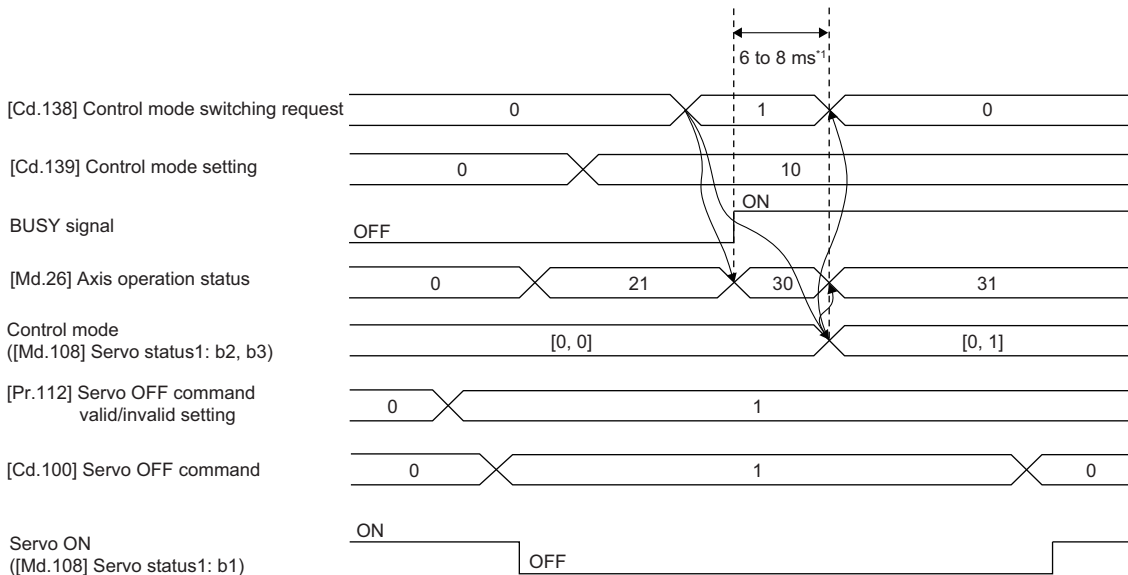 6 to 8 ms*1
[Cd.138] Control mode switching request 0 1 0
[Cd.139] Control mode setting 0 10
ON
BUSY signal
OFF
[Md.26] Axis operation status 0 21 30 31
Control mode
([Md.108] Servo status1: b2, b3) [0, 0] [0, 1]
[Pr.112] Servo OFF command
valid/invalid setting 0 1
[Cd.100] Servo OFF command 0 1 0
ON
Servo ON
([Md.108] Servo status1: b1) OFF